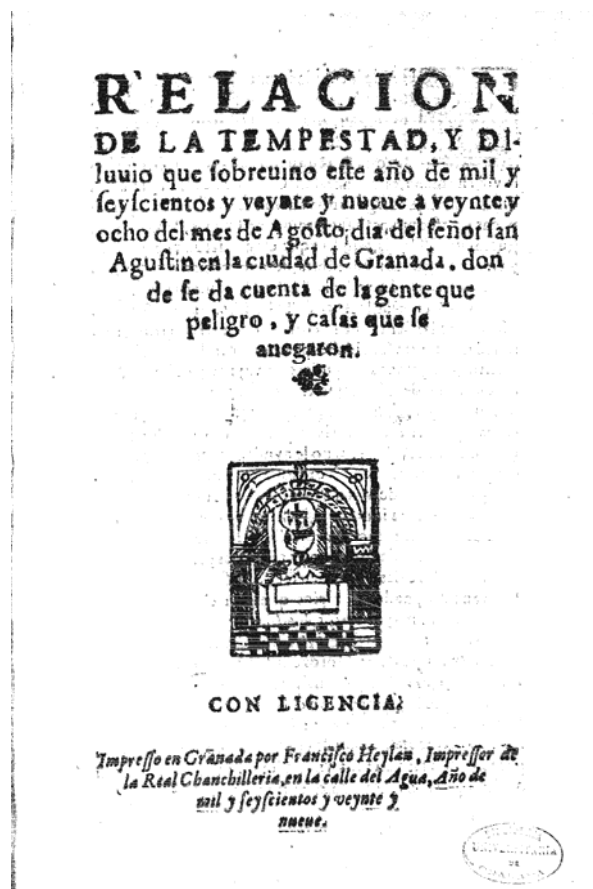 RELACION
DE LA TEMPESTAD, Y DI-
luuio que ſobreuino eſte año de mil y
ſeyſcientos y veynte y nueue à veynte y
ocho del mes de Agoſto, dia del ſeñor ſan
Aguſtin en la ciudad de Granada. don
de ſe da cuenta de la gente que
peligro, y caſas que ſe
anegaron.
CON LICENCIA;
Impreſſo en Granada por Franciſco Heylan, Impreſſor de
la Real Chanchilleria, en la calle del Agua, Año de
mil y ſeyſcientos y veynte y
nueue.